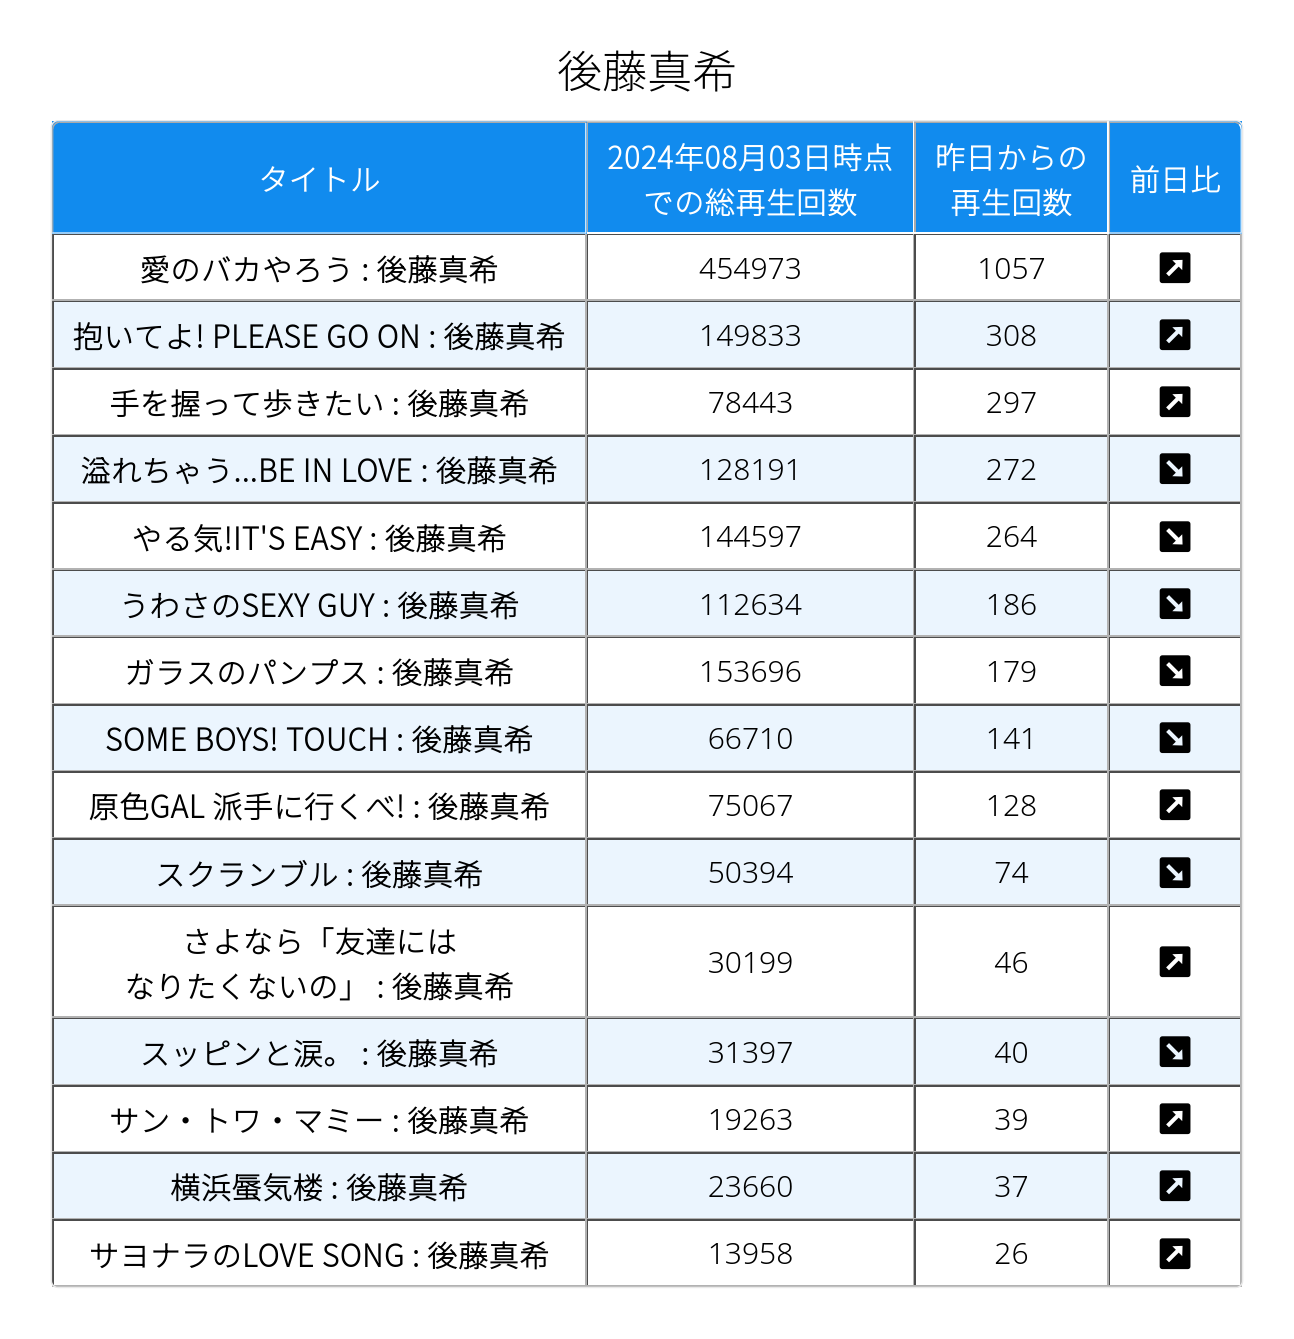 後藤真希
タイトル
2024年08月03日時点
での総再生回数
昨日からの
再生回数
前日比
愛のバカやろう : 後藤真希 454973 1057
抱いてよ! PLEASE GO ON : 後藤真希 149833 308
手を握って歩きたい : 後藤真希 78443 297
溢れちゃう...BE IN LOVE : 後藤真希 128191 272
やる気!IT'S EASY : 後藤真希 144597 264
うわさのSEXY GUY : 後藤真希 112634 186
ガラスのパンプス : 後藤真希 153696 179
SOME BOYS! TOUCH : 後藤真希 66710 141
原色GAL 派手に行くべ! : 後藤真希 75067 128
スクランブル : 後藤真希 50394 74
さよなら「友達には
なりたくないの」 : 後藤真希 30199 46
スッピンと涙。 : 後藤真希 31397 40
サン・トワ・マミー : 後藤真希 19263 39
横浜蜃気楼 : 後藤真希 23660 37
サヨナラのLOVE SONG : 後藤真希 13958 26